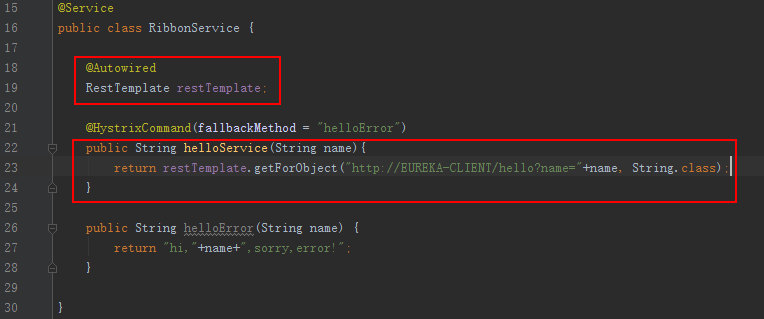 15 @Service
16 public class RibbonService {
17
18 @Autowired
19 RestTemplate restTemplate;
20
21 @HystrixCommand(fallbackMethod = "helloError")
22 public String helloService(String name){
23 return restTemplate.getForObject("http://EUREKA-CLIENT/hello?name="+name, String.class);
24 }
25
26 public String helloError(String name) {
27 return "hi,"+name+",sorry,error!";
28 }
29
30 }